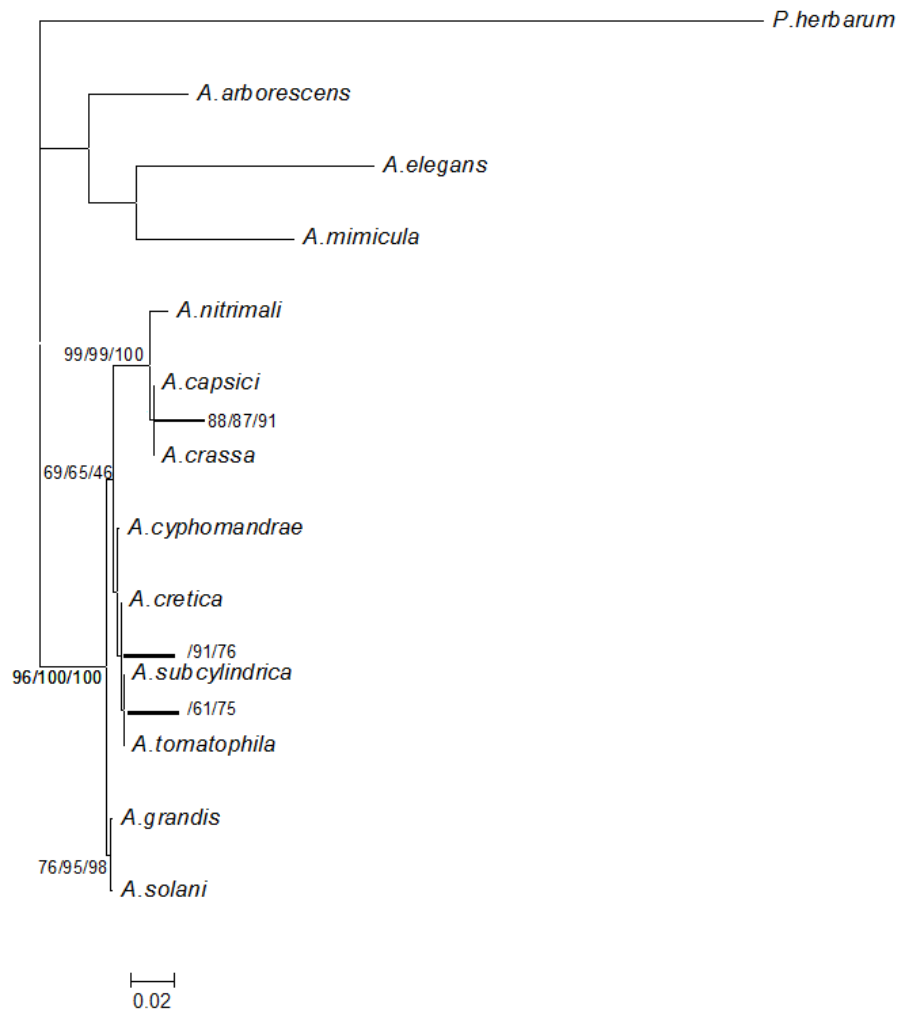 P.herbarum
A.arborescens
A.elegans
A.mimicula
A.nitrimali
99/99/100
A.capsici
88/87/91
A.crassa
69/65/46
A.cyphomandrae
A.cretica
/91/76
96/100/100
A.subcylindrica
/61/75
A.tomatophila
A.grandis
76/95/98
A.solani
0.02